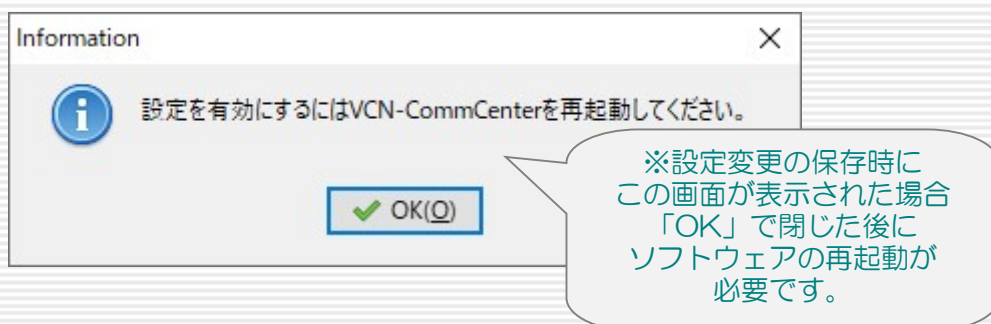 Information
設定を有効にするにはVCN-CommCenterを再起動してください。
OK(O)
※設定変更の保存時に
この画面が表示された場合
「OK」で閉じた後に
ソフトウェアの再起動が
必要です。